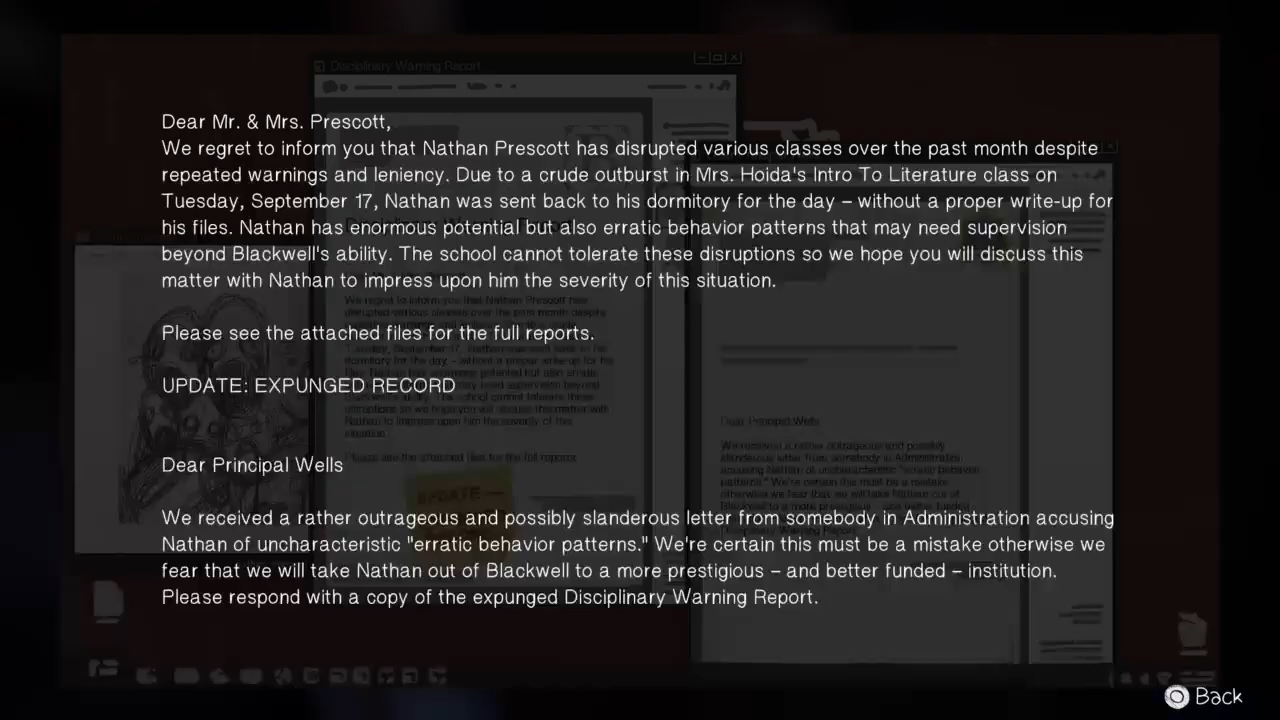 Disciplinary Warning Report
Dear Mr. & Mrs. Prescott,
We regret to inform you that Nathan Prescott has disrupted various classes over the past month despite
repeated warnings and leniency. Due to a crude outburst in Mrs. Hoida's Intro To Literature class on
Tuesday, September 17, Nathan was sent back to his dormitory for the day – without a proper write-up for
his files. Nathan has enormous potential but also erratic behavior patterns that may need supervision
beyond Blackwell's ability. The school cannot tolerate these disruptions so we hope you will discuss this
matter with Nathan to impress upon him the severity of this situation.
Please see the attached files for the full reports.
UPDATE: EXPUNGED RECORD
Dear Principal Wells
We received a rather outrageous and possibly slanderous letter from somebody in Administration accusing
Nathan of uncharacteristic "erratic behavior patterns." We're certain this must be a mistake otherwise we
fear that we will take Nathan out of Blackwell to a more prestigious – and better funded – institution.
Please respond with a copy of the expunged Disciplinary Warning Report.
UPDATE —
Back